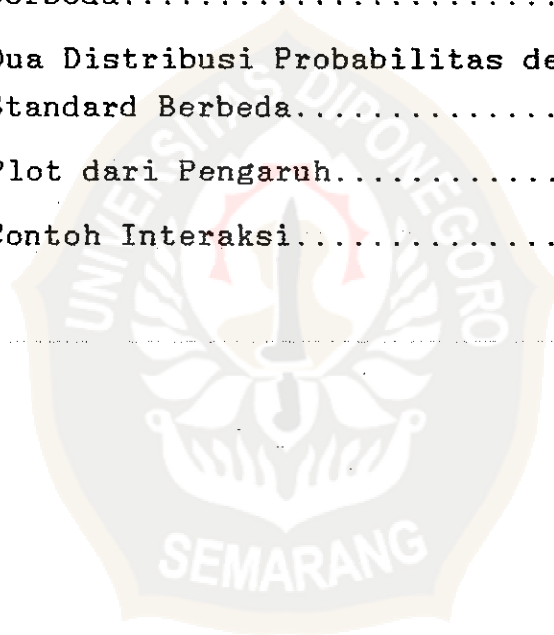 Dua Distribusi Probabilitas de
Standard Berbeda..............
Plot dari Pengaruh............
Contoh Interaksi..............
UNIVERSITAS DIPONEGORO
SEMARANG